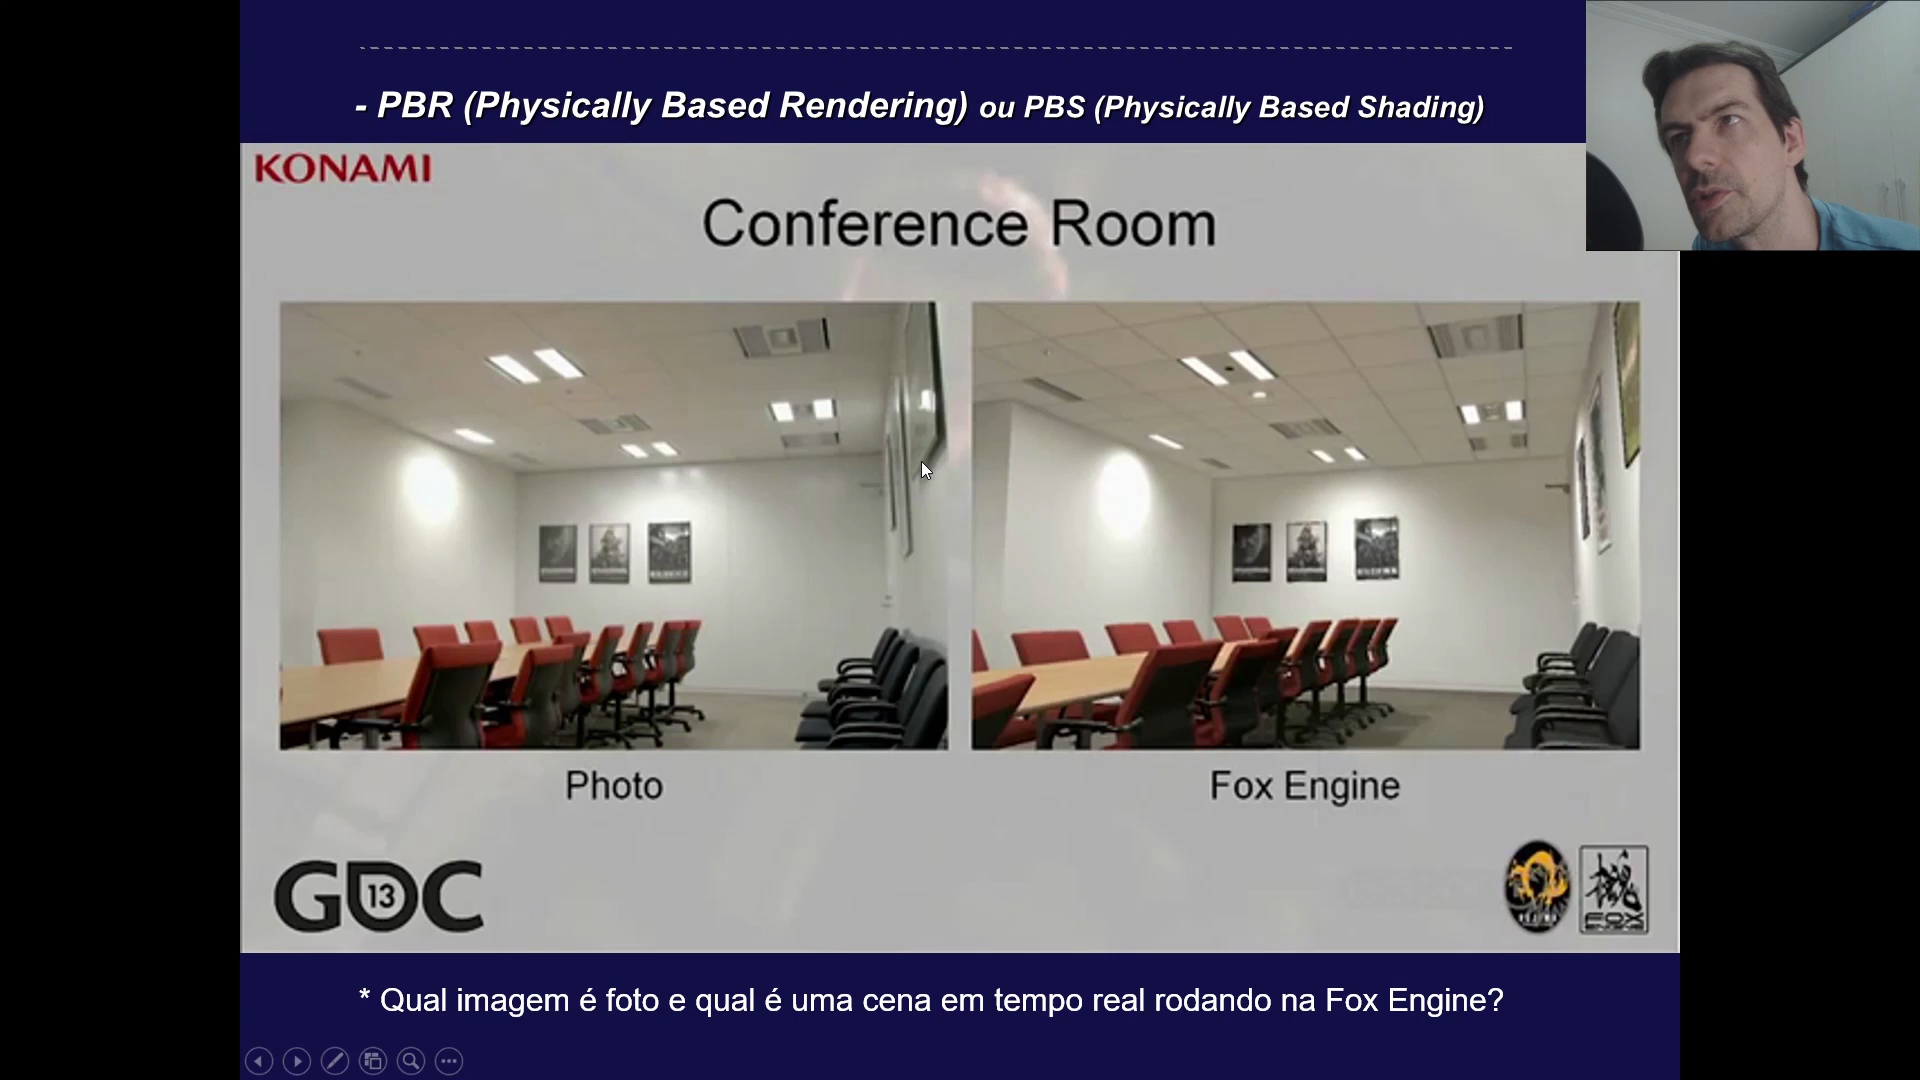 - PBR (Physically Based Rendering) ou PBS (Physically Based Shading)
KONAMI
Conference Room
Photo
Fox Engine
GDC
13
FOX
* Qual imagem é foto e qual é uma cena em tempo real rodando na Fox Engine?